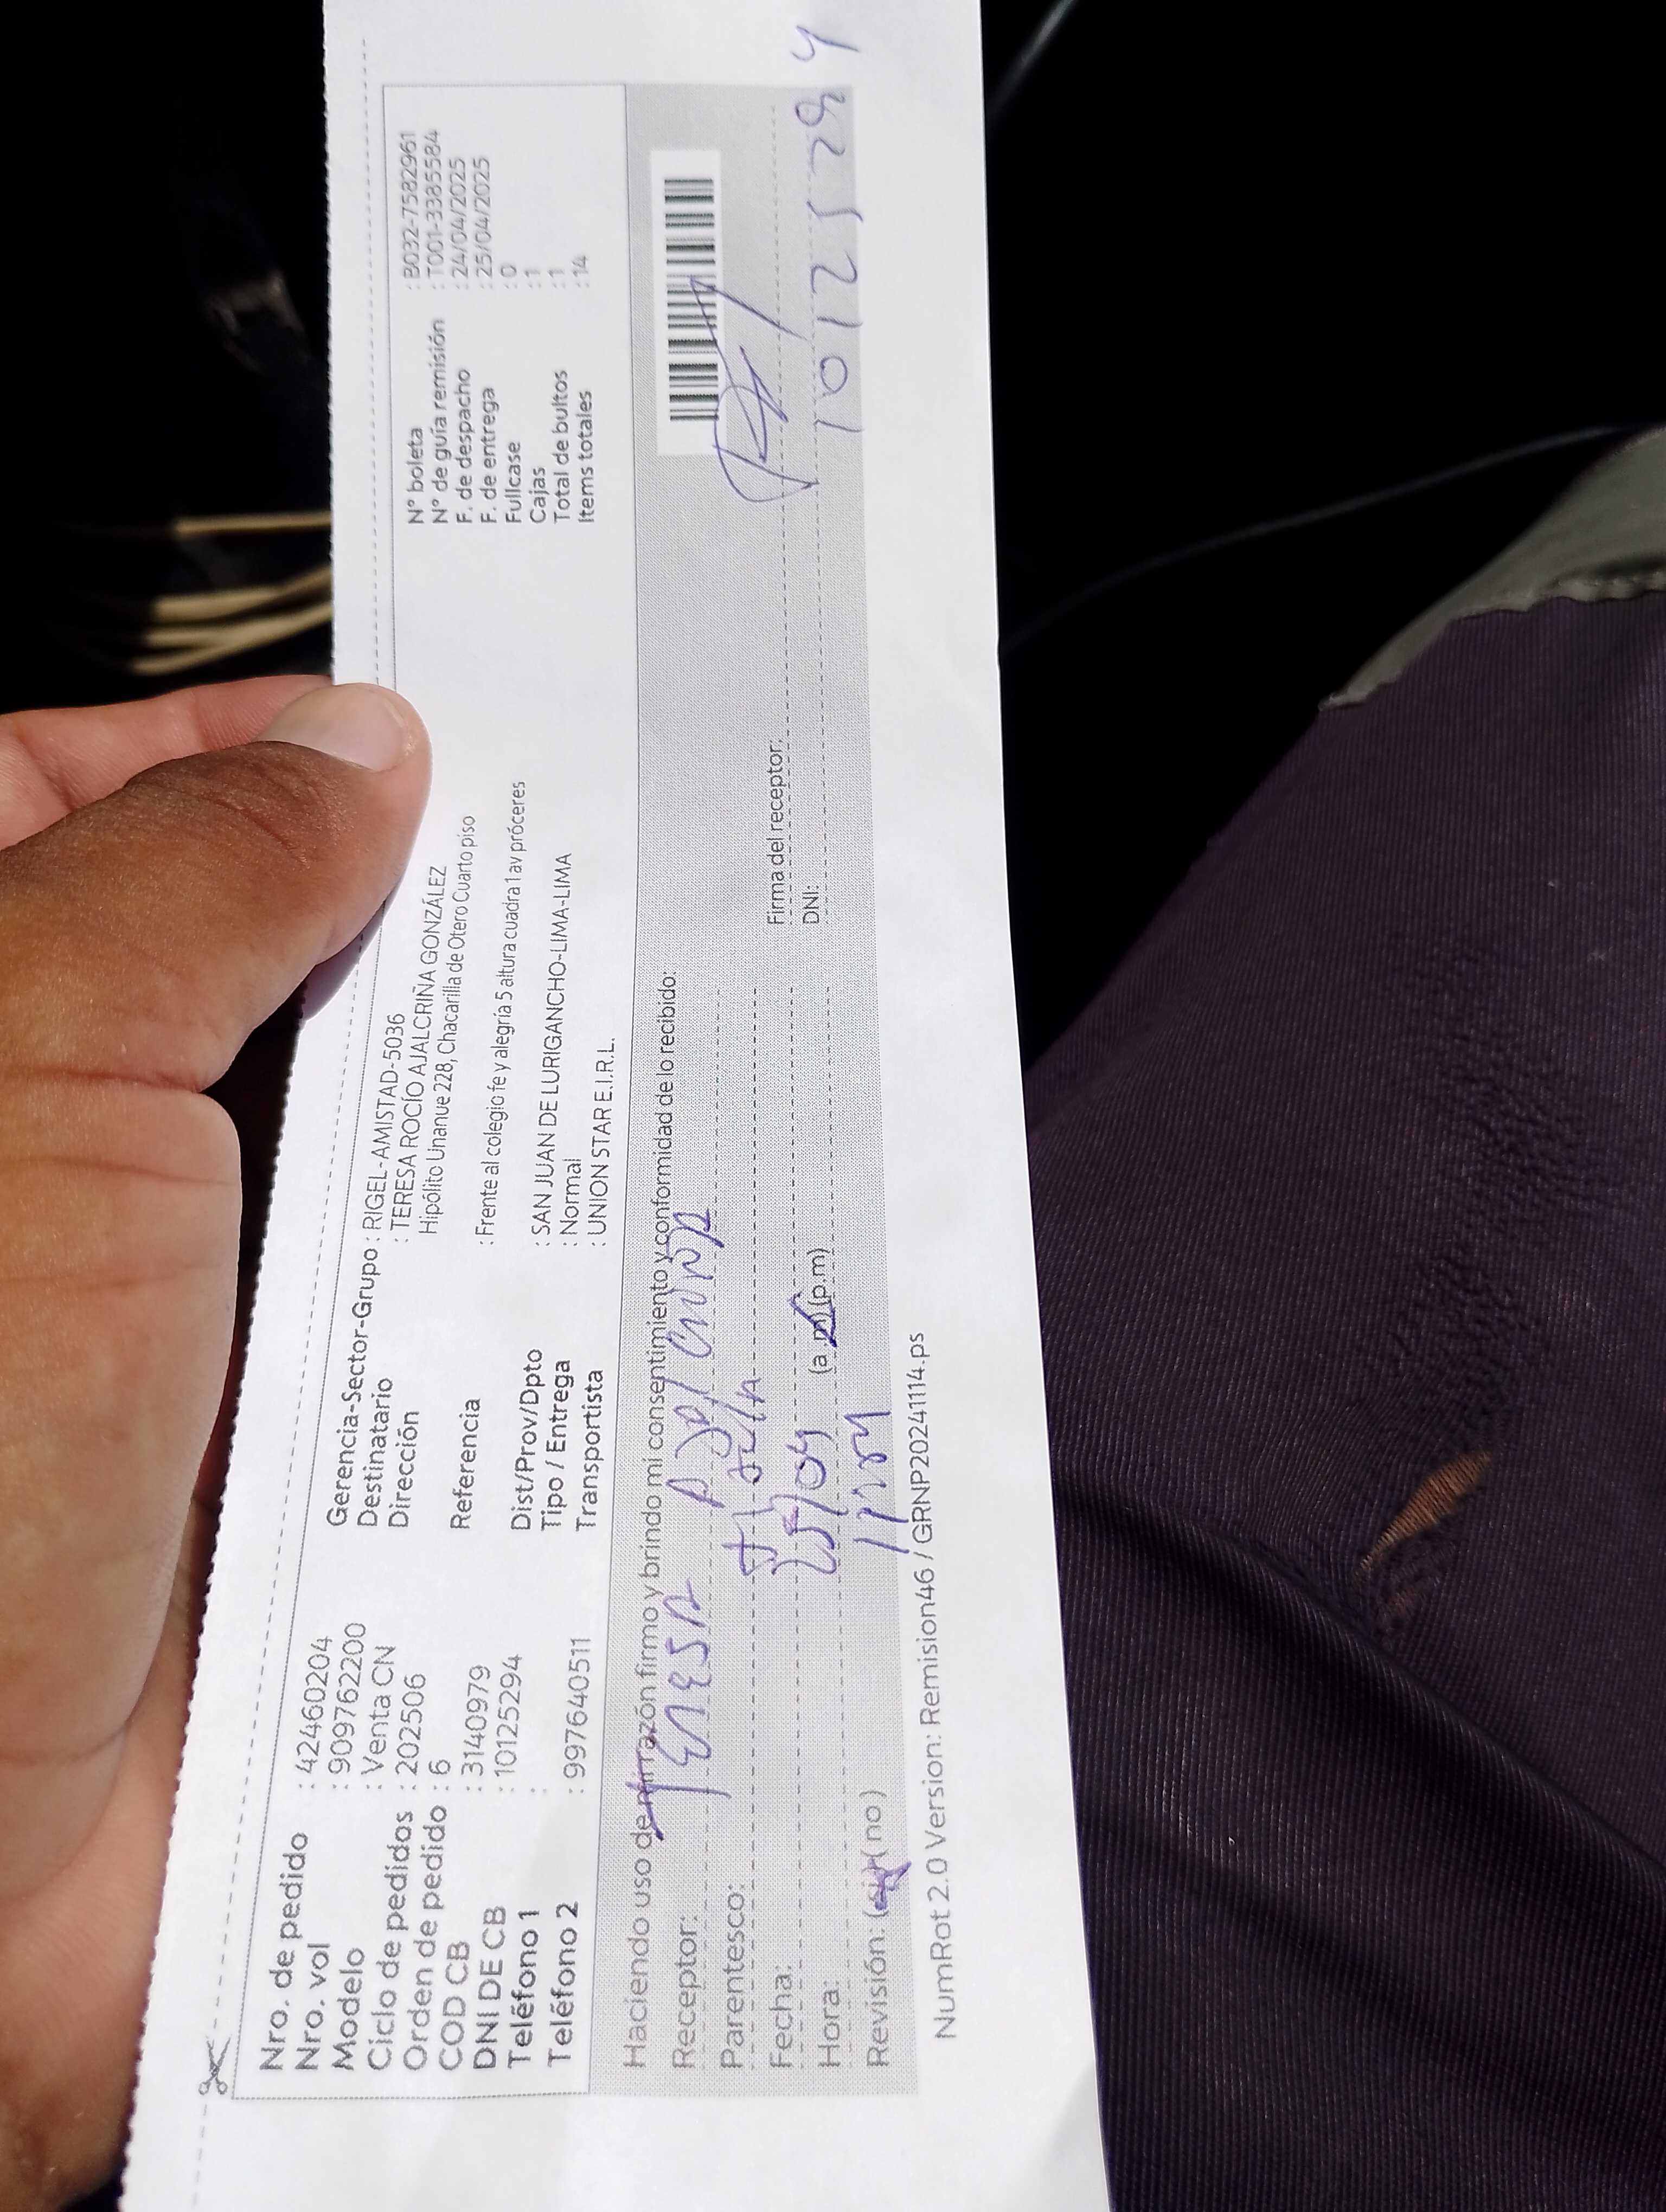 Nro. de pedido : 42460204
Nro. vol : 909762200
Modelo : Venta CN
Ciclo de pedidos : 202506
Orden de pedido : 6
COD CB : 3140979
DNI DE CB : 10125294
Teléfono 1 :
Teléfono 2 : 997640511
Gerencia-Sector-Grupo : RIGEL-AMISTAD-5036
Destinatario : TERESA ROCÍO AJALCRIÑA GONZÁLEZ
Dirección Hipólito Unanue 228, Chacarilla de Otero Cuarto piso
Referencia : Frente al colegio fe y alegria 5 altura cuadra 1 av próceres
Dist/Prov/Dpto : SAN JUAN DE LURIGANCHO-LIMA-LIMA
Tipo / Entrega : Normal
Transportista : UNION STAR E.I.R.L.
N° boleta : B032-7582961
N° de guía remisión : T001-3385584
F. de despacho : 24/04/2025
F. de entrega : 25/04/2025
Fullcase : 0
Cajas : 1
Total de bultos : 1
Items totales : 14
Haciendo uso de mi razón firmo y brindo mi consentimiento y conformidad de lo recibido:
Receptor: TERESA
Parentesco:
Fecha: 25/04
Hora: (a.m) (p.m)
Revisión: (si) (no)
Firma del receptor:
DNI: 10125294
NumRot 2.0 Version: Remision46 / GRNP20241114.ps